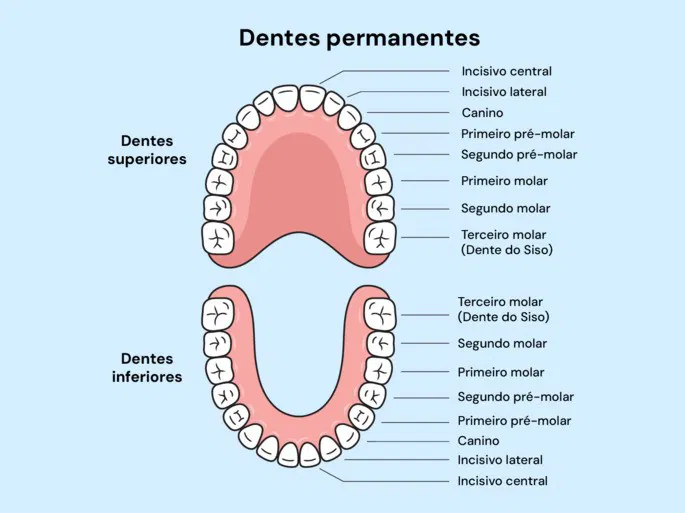 Dentes permanentes
Dentes
superiores
Incisivo central
Incisivo lateral
Canino
Primeiro pré-molar
Segundo pré-molar
Primeiro molar
Segundo molar
Terceiro molar
(Dente do Siso)
Dentes
inferiores
Terceiro molar
(Dente do Siso)
Segundo molar
Primeiro molar
Segundo pré-molar
Primeiro pré-molar
Canino
Incisivo lateral
Incisivo central